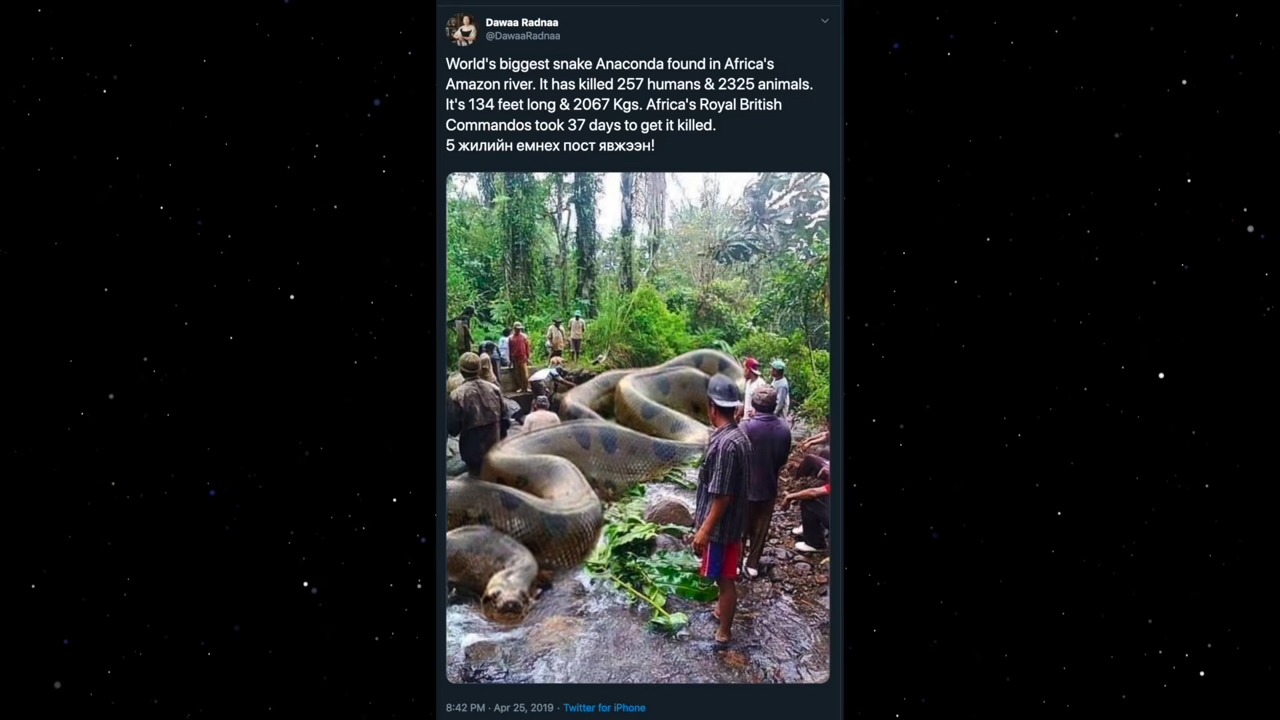 Dawaa Radnaa
@DawaaRadnaa
World's biggest snake Anaconda found in Africa's
Amazon river. It has killed 257 humans & 2325 animals.
It's 134 feet long & 2067 Kgs. Africa's Royal British
Commandos took 37 days to get it killed.
5 жилийн емнех пост явжээн!
8:42 PM · Apr 25, 2019 · Twitter for iPhone